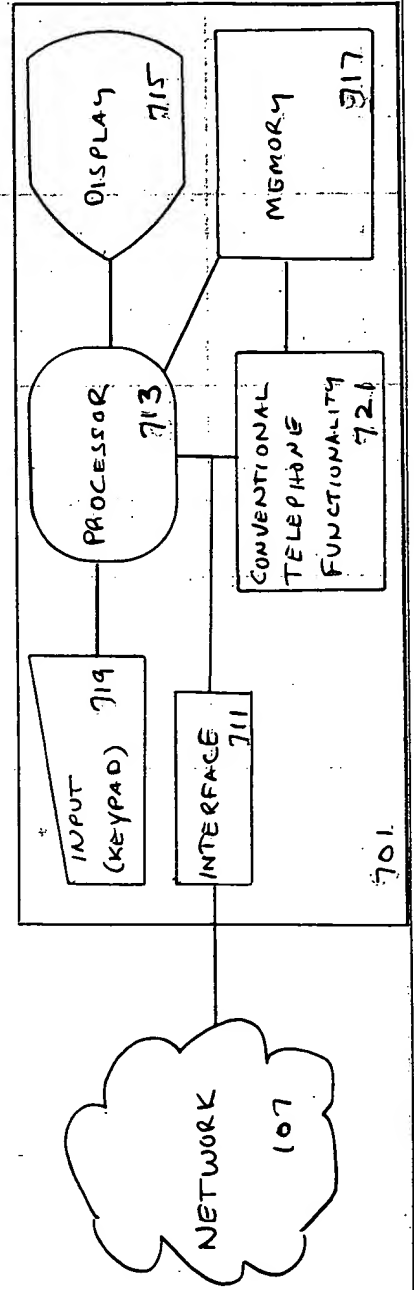 NETWORK
107
INPUT
(KEYPAD)
719
INTERFACE
711
701
PROCESSOR
713
CONVENTIONAL
TELEPHONE
FUNCTIONALITY
721
DISPLAY
715
MEMORY
717